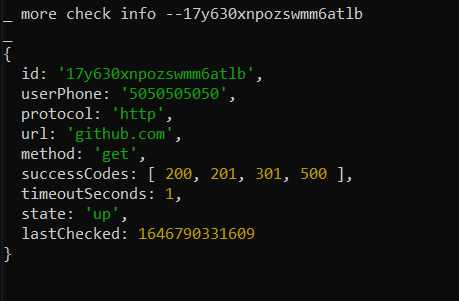 _ more check info --17y630xnpozswmm6atlb
_
{
  id: '17y630xnpozswmm6atlb',
  userPhone: '5050505050',
  protocol: 'http',
  url: 'github.com',
  method: 'get',
  successCodes: [ 200, 201, 301, 500 ],
  timeoutSeconds: 1,
  state: 'up',
  lastChecked: 1646790331609
}